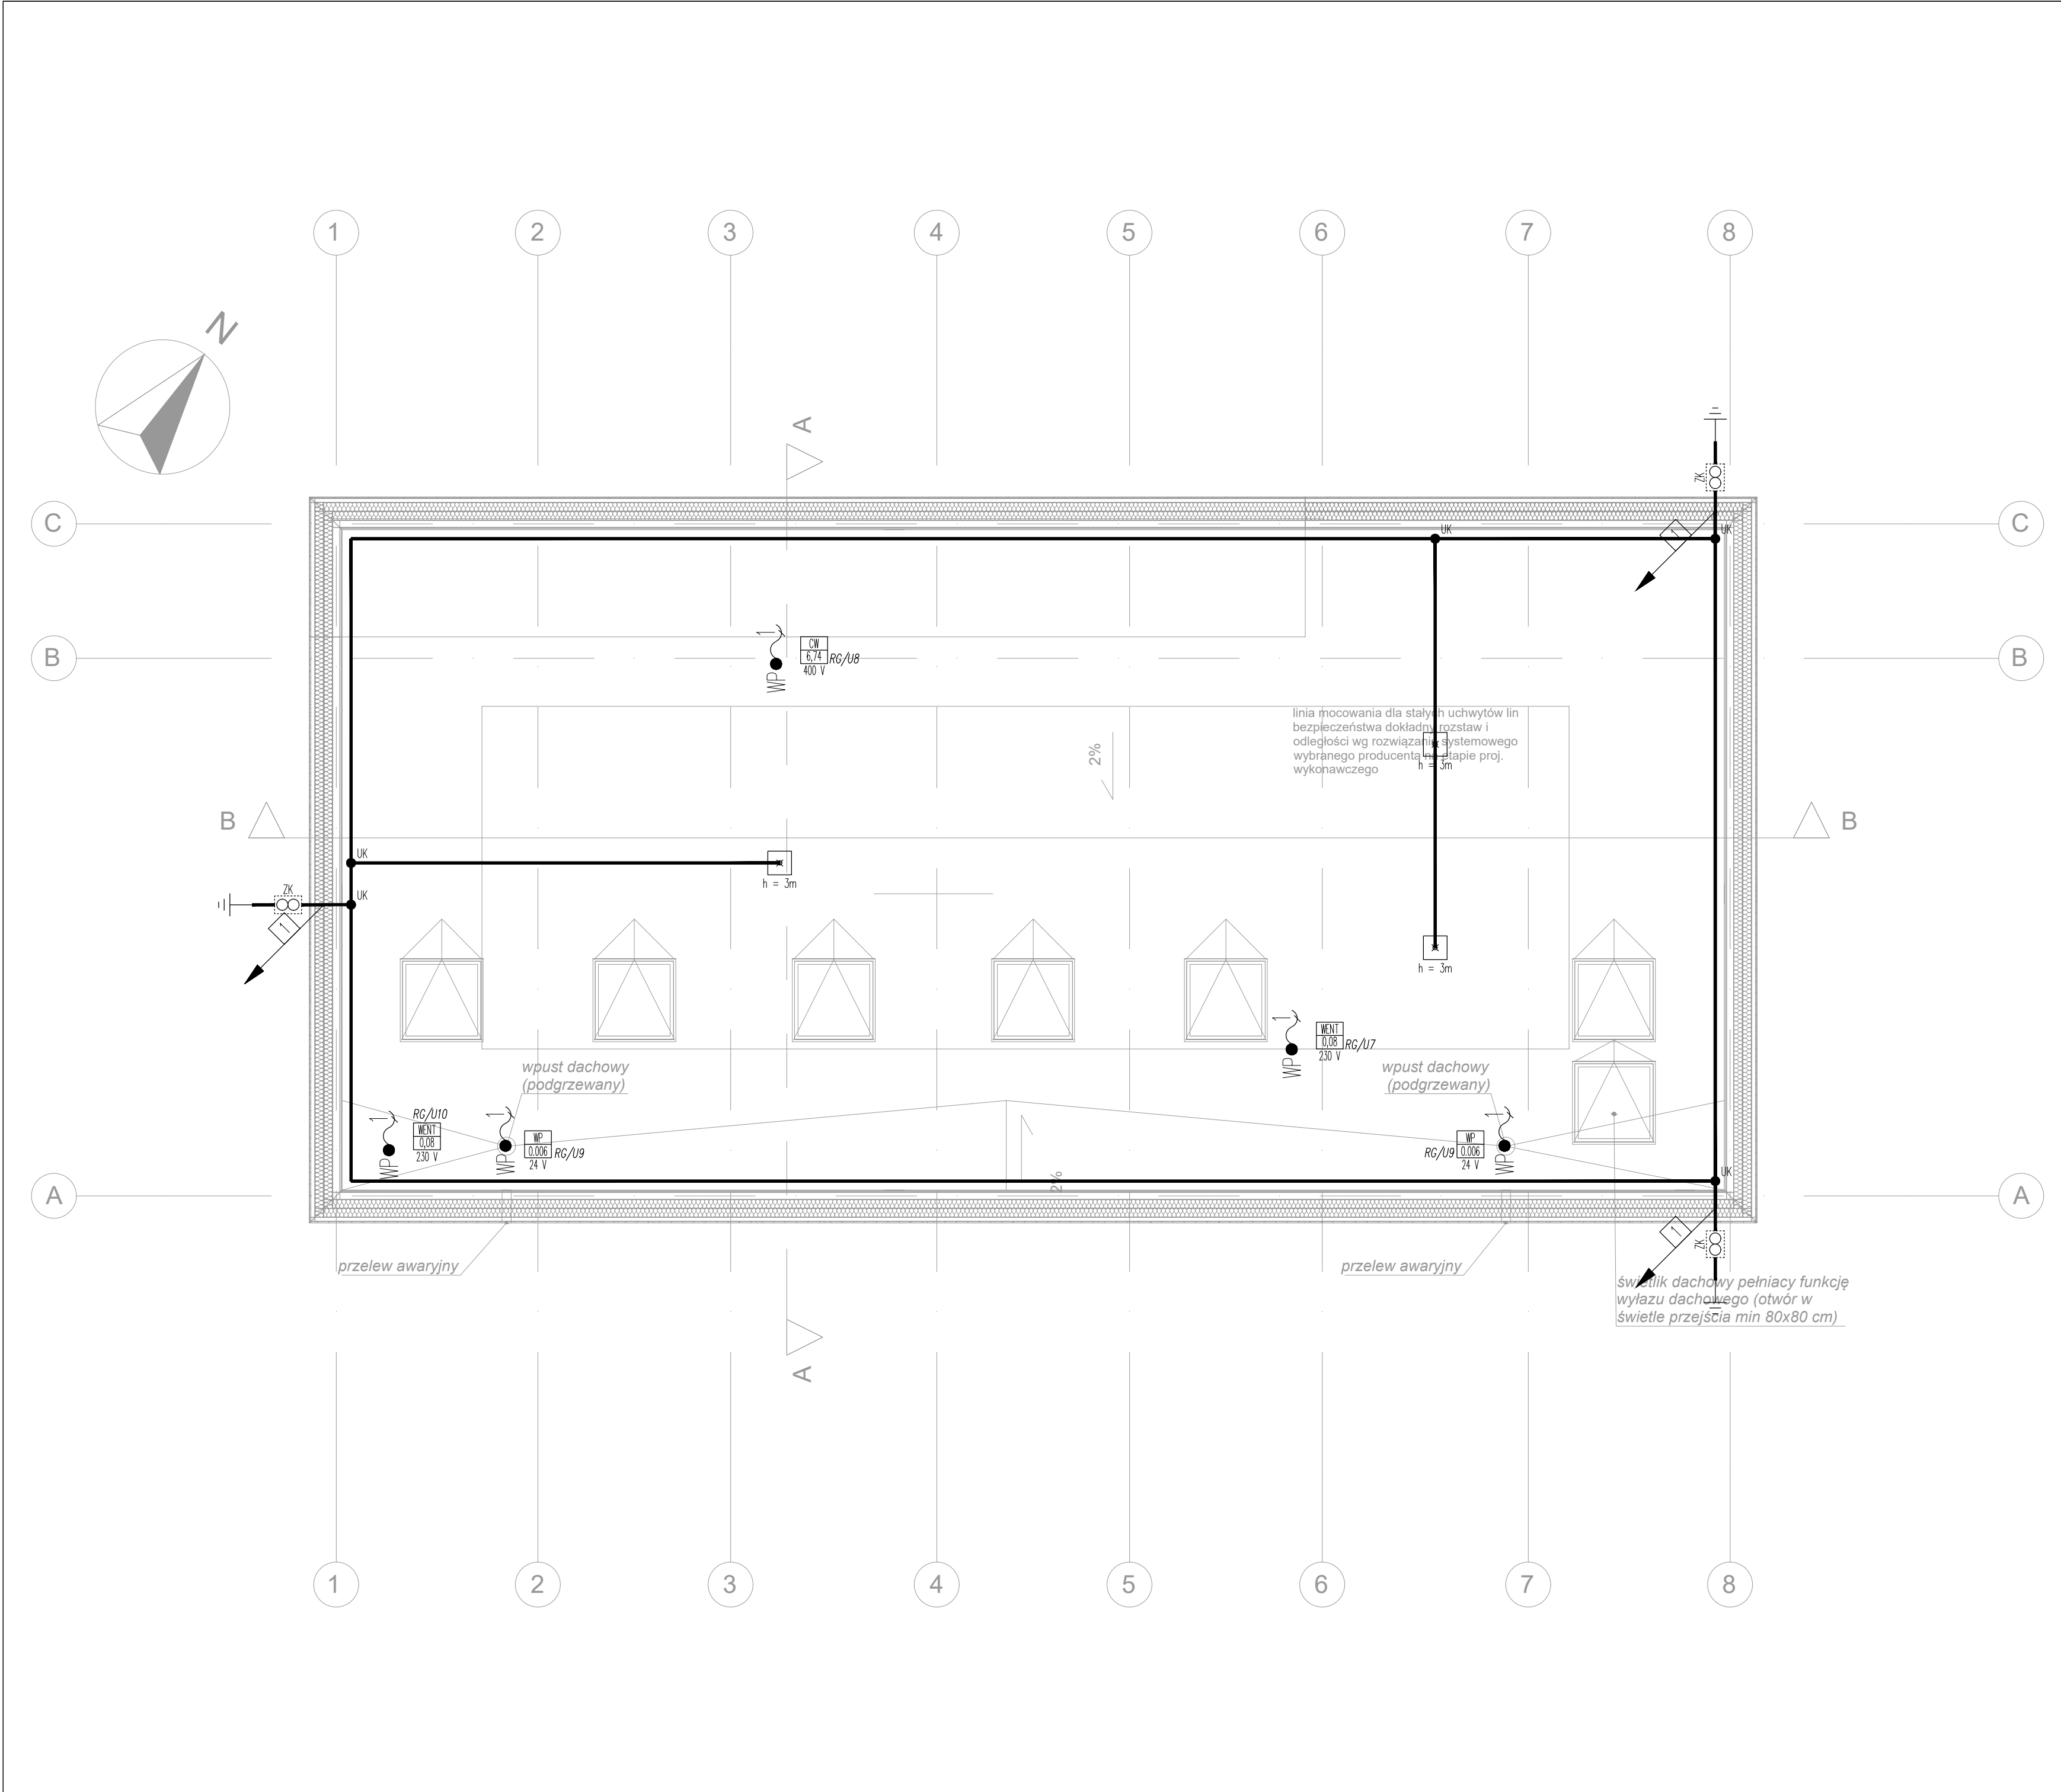 1
2
3
4
5
6
7
8
N
A
ZK
C
1
UK
UK
C
B
1
CW
6,74
400 V
RG/U8
WP
B
linia mocowania dla stałych uchwytów lin
bezpieczeństwa dokładny rozstaw i
odległości wg rozwiązania systemowego
wybranego producenta na etapie proj.
wykonawczego
h = 3m
2%
B
B
UK
h = 3m
ZK
UK
1
h = 3m
1
WENT
0,08
230 V
RG/U7
WP
wpust dachowy
(podgrzewany)
wpust dachowy
(podgrzewany)
1
RG/U10
WENT
0,08
230 V
WP
1
WP
0.006
24 V
RG/U9
WP
1
RG/U9
WP
0.006
24 V
WP
2%
UK
A
A
1
ZK
przelew awaryjny
przelew awaryjny
świetlik dachowy pełniacy funkcję
wyłazu dachowego (otwór w
świetle przejścia min 80x80 cm)
A
1
2
3
4
5
6
7
8